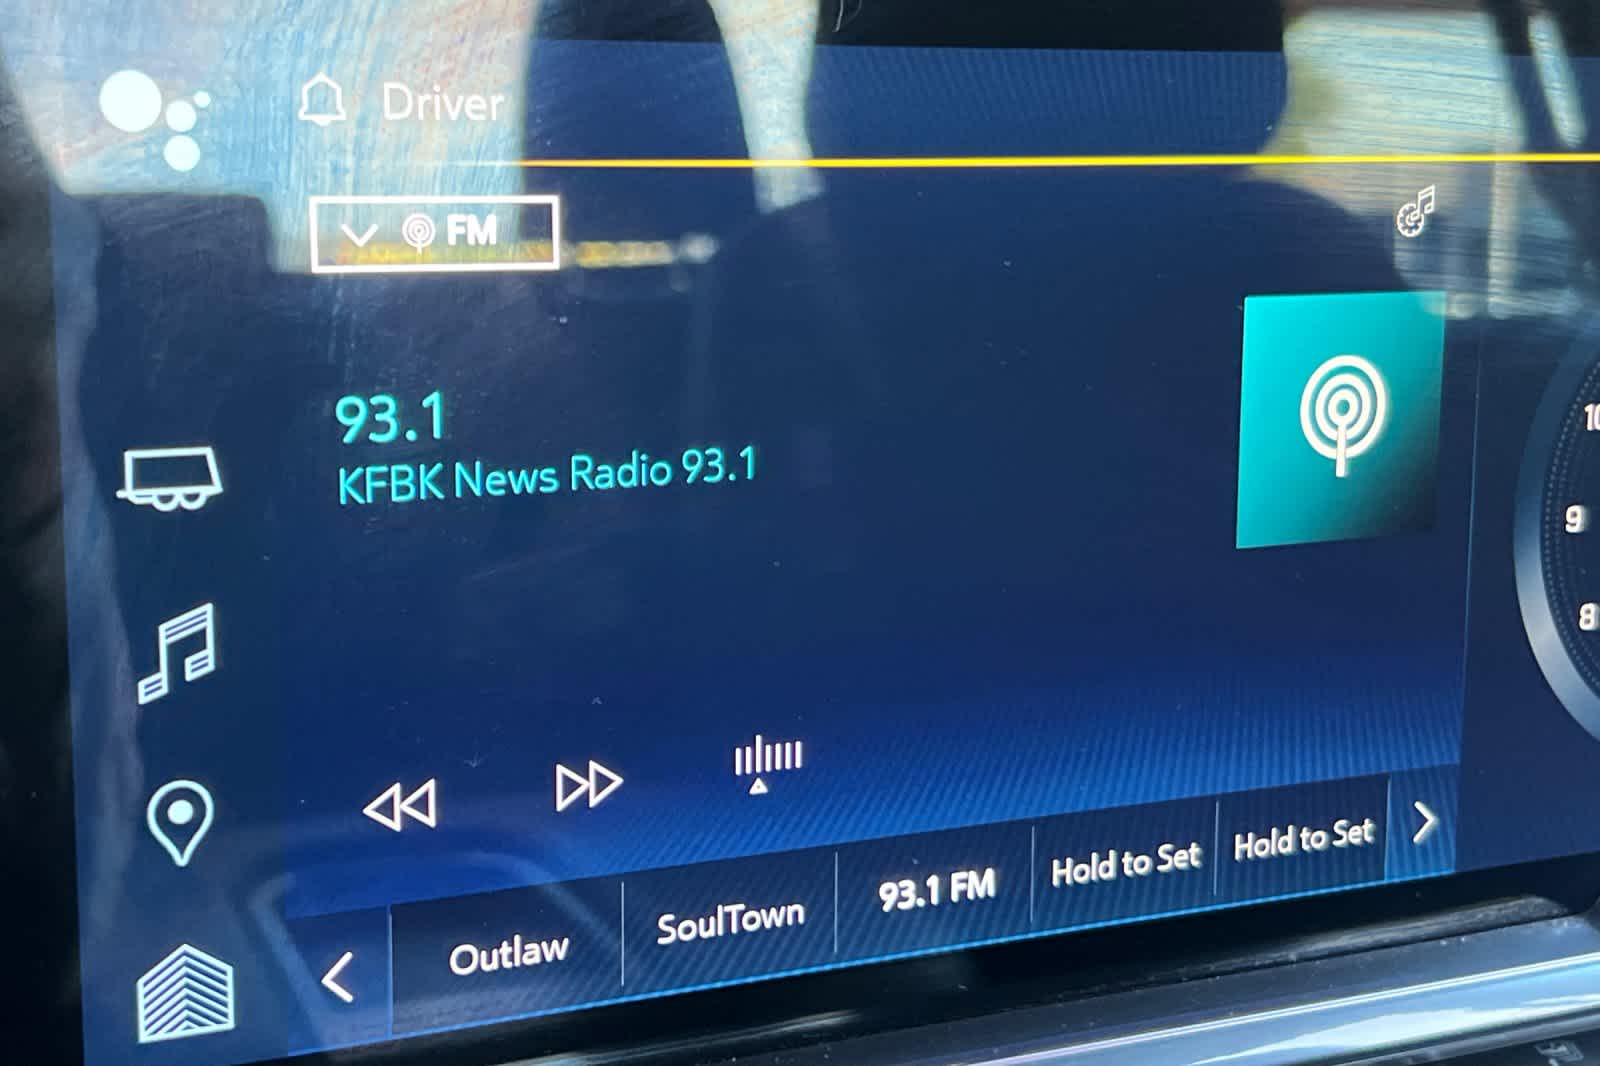 Driver
FM
93.1
KFBK News Radio 93.1
10
9
8
Outlaw
SoulTown
93.1 FM
Hold to Set
Hold to Set